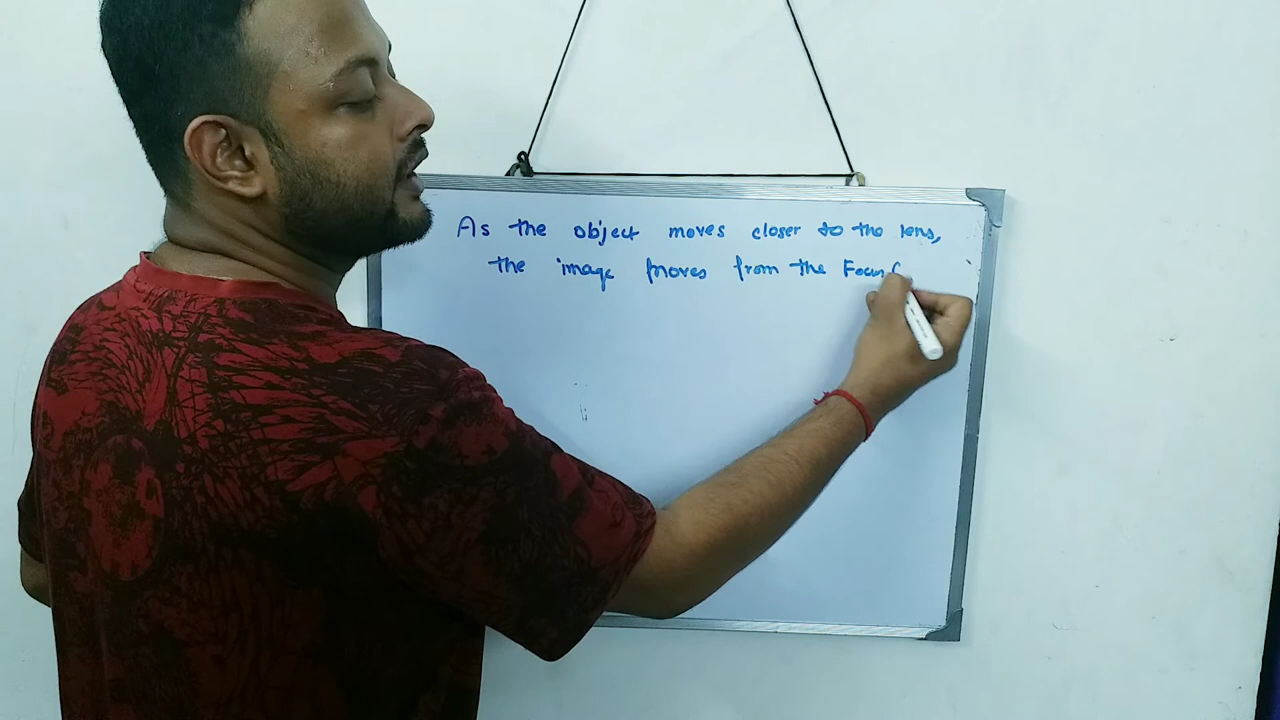 As the object moves closer to the lens,
the image moves from the Focus